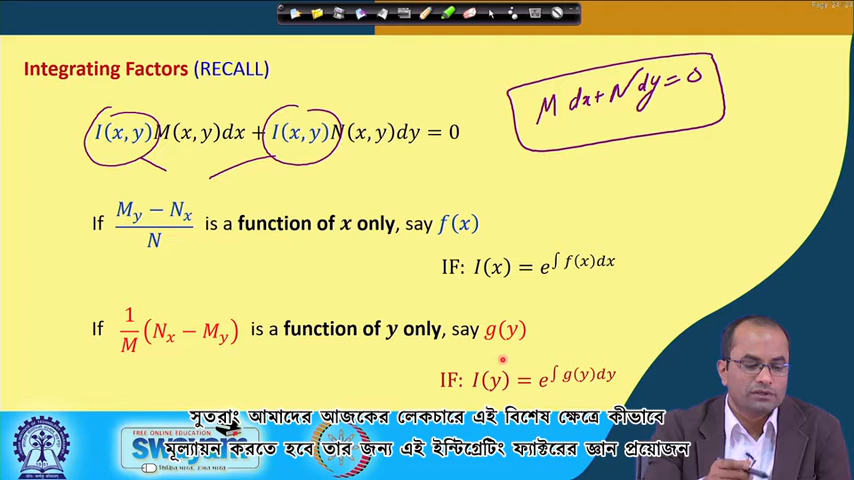 Integrating Factors (RECALL)
M dx + N dy = 0
I(x, y)M(x, y)dx + I(x, y)N(x, y)dy = 0
If (M_y − N_x)/N is a function of x only, say f(x)
IF: I(x) = e^{∫ f(x)dx}
If 1/M (N_x − M_y) is a function of y only, say g(y)
IF: I(y) = e^{∫ g(y)dy}
সুতরাং আমাদের আজকের লেকচারে এই বিশেষ ক্ষেত্রে কীভাবে
FREE ONLINE EDUCATION
swayam
মূল্যায়ন করতে হবে তার জন্য এই ইন্টিগ্রেটিং ফ্যাক্টরের জ্ঞান প্রয়োজন